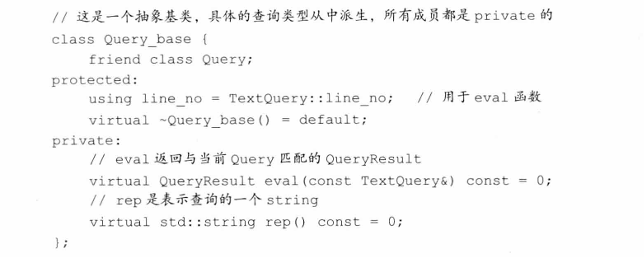 // 这是一个抽象基类，具体的查询类型从中派生，所有成员都是 private 的
class Query_base {
    friend class Query;
protected:
    using line_no = TextQuery::line_no;   // 用于 eval 函数
    virtual ~Query_base() = default;
private:
    // eval 返回与当前 Query 匹配的 QueryResult
    virtual QueryResult eval(const TextQuery&) const = 0;
    // rep 是表示查询的一个 string
    virtual std::string rep() const = 0;
};